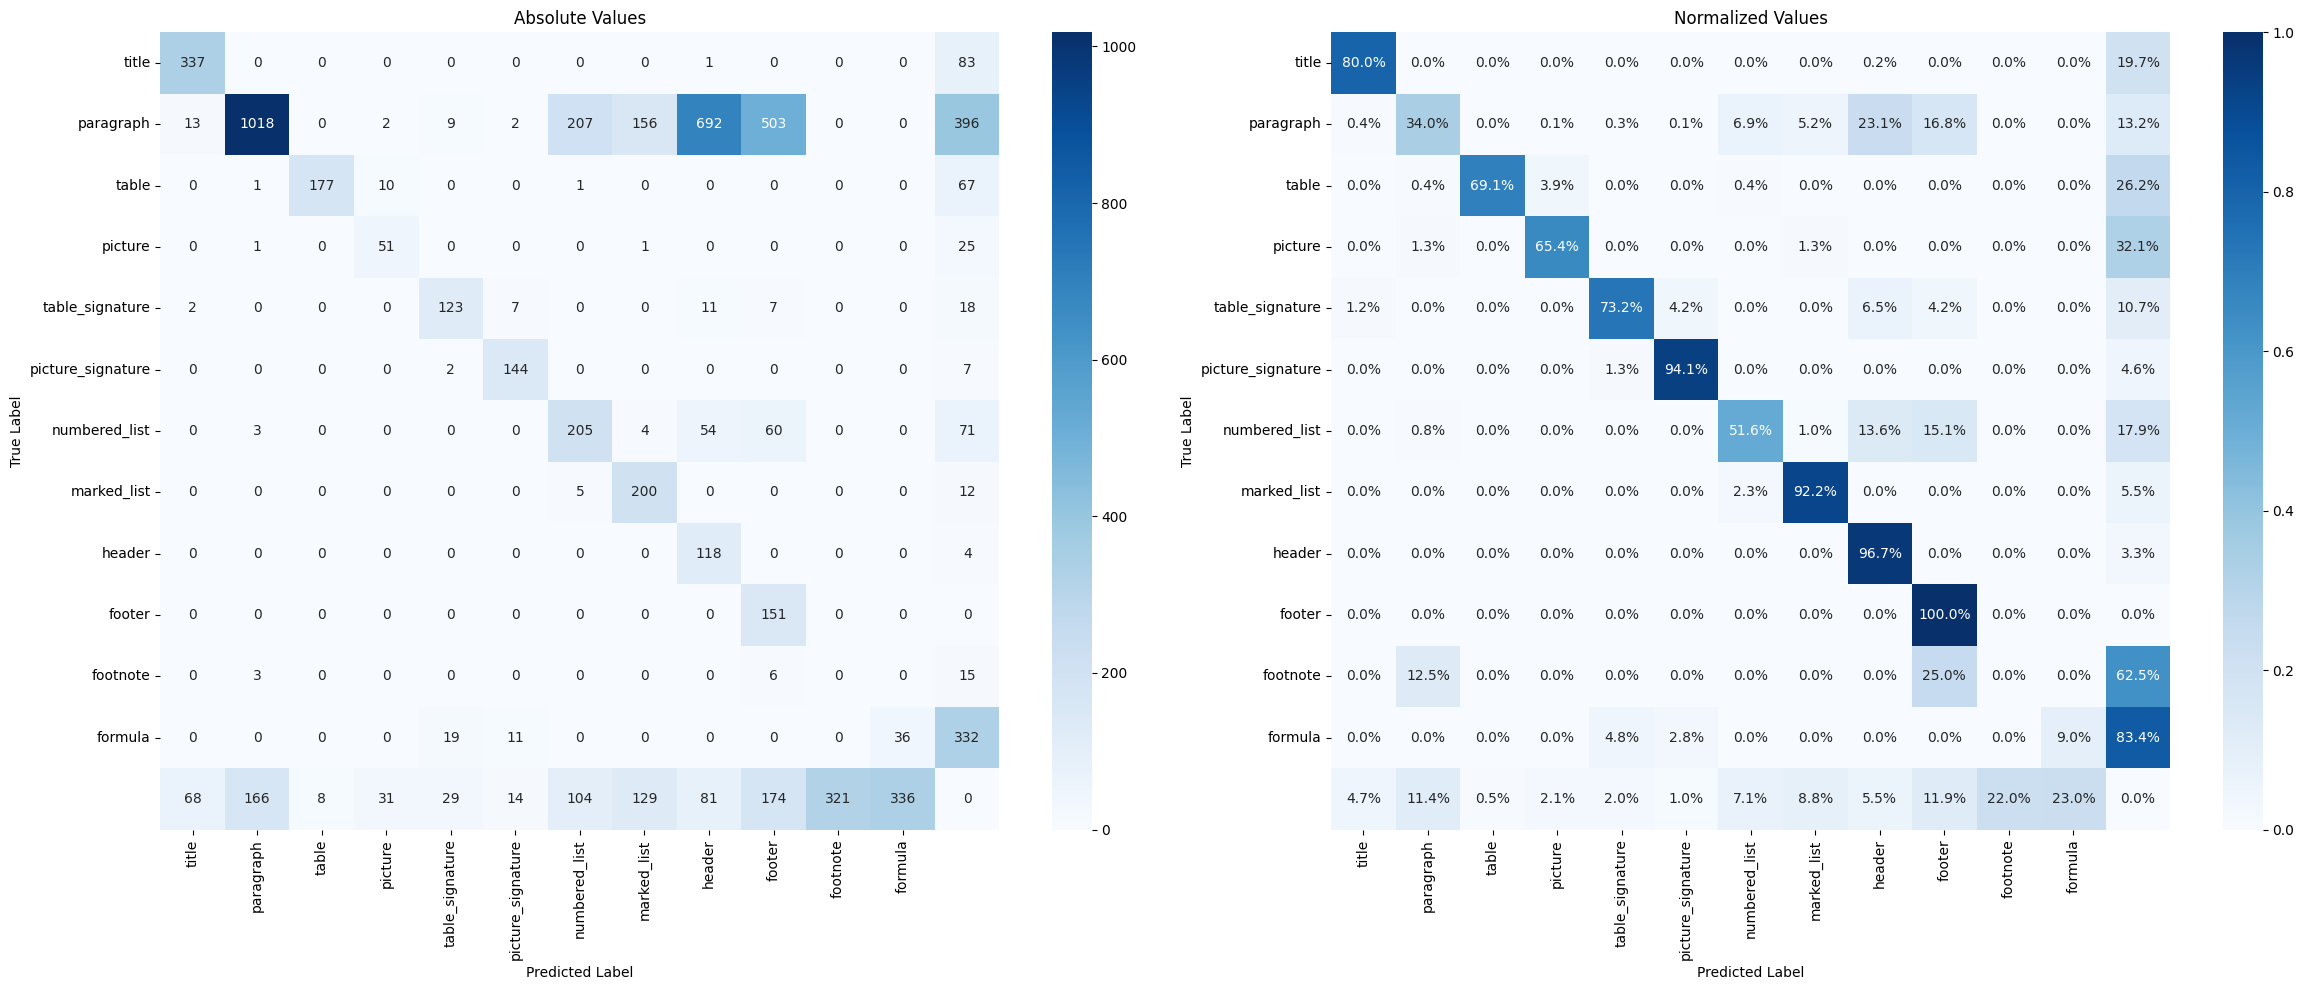 Absolute Values
title 337 0 0 0 0 0 0 0 1 0 0 0 83
paragraph 13 1018 0 2 9 2 207 156 692 503 0 0 396
table 0 1 177 10 0 0 1 0 0 0 0 0 67
picture 0 1 0 51 0 0 0 1 0 0 0 0 25
table_signature 2 0 0 0 123 7 0 0 11 7 0 0 18
picture_signature 0 0 0 0 2 144 0 0 0 0 0 0 7
numbered_list 0 3 0 0 0 0 205 4 54 60 0 0 71
marked_list 0 0 0 0 0 0 5 200 0 0 0 0 12
header 0 0 0 0 0 0 0 0 118 0 0 0 4
footer 0 0 0 0 0 0 0 0 0 151 0 0 0
footnote 0 3 0 0 0 0 0 0 0 6 0 0 15
formula 0 0 0 0 19 11 0 0 0 0 0 36 332
68 166 8 31 29 14 104 129 81 174 321 336 0
title paragraph table picture table_signature picture_signature numbered_list marked_list header footer footnote formula
Predicted Label
True Label
1000
800
600
400
200
0
Normalized Values
title 80.0% 0.0% 0.0% 0.0% 0.0% 0.0% 0.0% 0.0% 0.2% 0.0% 0.0% 0.0% 19.7%
paragraph 0.4% 34.0% 0.0% 0.1% 0.3% 0.1% 6.9% 5.2% 23.1% 16.8% 0.0% 0.0% 13.2%
table 0.0% 0.4% 69.1% 3.9% 0.0% 0.0% 0.4% 0.0% 0.0% 0.0% 0.0% 0.0% 26.2%
picture 0.0% 1.3% 0.0% 65.4% 0.0% 0.0% 0.0% 1.3% 0.0% 0.0% 0.0% 0.0% 32.1%
table_signature 1.2% 0.0% 0.0% 0.0% 73.2% 4.2% 0.0% 0.0% 6.5% 4.2% 0.0% 0.0% 10.7%
picture_signature 0.0% 0.0% 0.0% 0.0% 1.3% 94.1% 0.0% 0.0% 0.0% 0.0% 0.0% 0.0% 4.6%
numbered_list 0.0% 0.8% 0.0% 0.0% 0.0% 0.0% 51.6% 1.0% 13.6% 15.1% 0.0% 0.0% 17.9%
marked_list 0.0% 0.0% 0.0% 0.0% 0.0% 0.0% 2.3% 92.2% 0.0% 0.0% 0.0% 0.0% 5.5%
header 0.0% 0.0% 0.0% 0.0% 0.0% 0.0% 0.0% 0.0% 96.7% 0.0% 0.0% 0.0% 3.3%
footer 0.0% 0.0% 0.0% 0.0% 0.0% 0.0% 0.0% 0.0% 0.0% 100.0% 0.0% 0.0% 0.0%
footnote 0.0% 12.5% 0.0% 0.0% 0.0% 0.0% 0.0% 0.0% 0.0% 25.0% 0.0% 0.0% 62.5%
formula 0.0% 0.0% 0.0% 0.0% 4.8% 2.8% 0.0% 0.0% 0.0% 0.0% 0.0% 9.0% 83.4%
4.7% 11.4% 0.5% 2.1% 2.0% 1.0% 7.1% 8.8% 5.5% 11.9% 22.0% 23.0% 0.0%
title paragraph table picture table_signature picture_signature numbered_list marked_list header footer footnote formula
Predicted Label
True Label
1.0
0.8
0.6
0.4
0.2
0.0